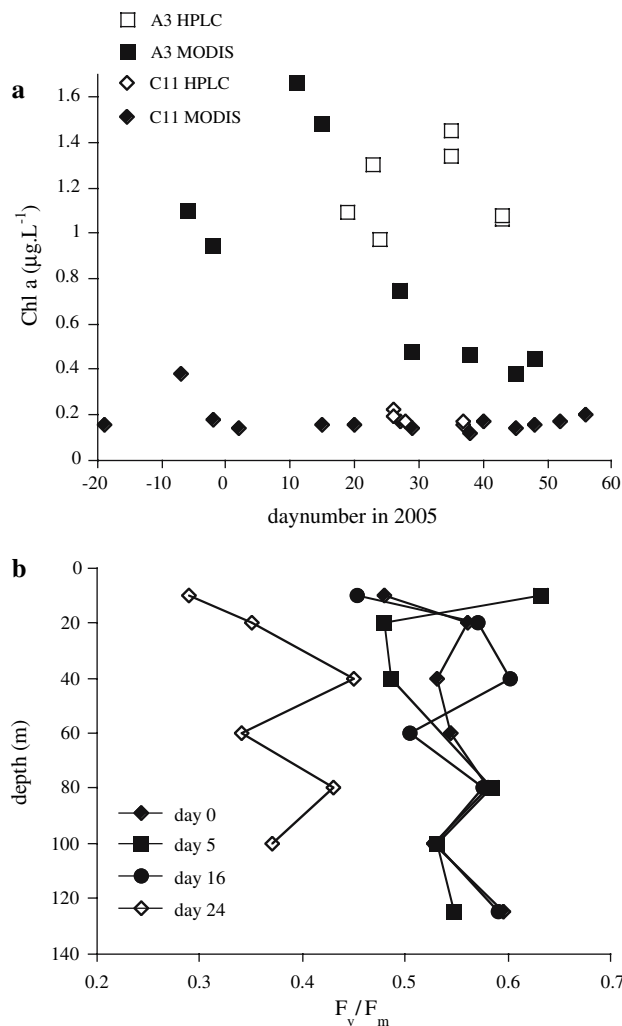 A3 HPLC
A3 MODIS
C11 HPLC
C11 MODIS
a
1.6
1.4
1.2
1
0.8
0.6
0.4
0.2
0
Chl a (µg.L⁻¹)
-20 -10 0 10 20 30 40 50 60
daynumber in 2005
b
0
20
40
60
80
100
120
140
depth (m)
day 0
day 5
day 16
day 24
0.2 0.3 0.4 0.5 0.6 0.7
F_v/F_m